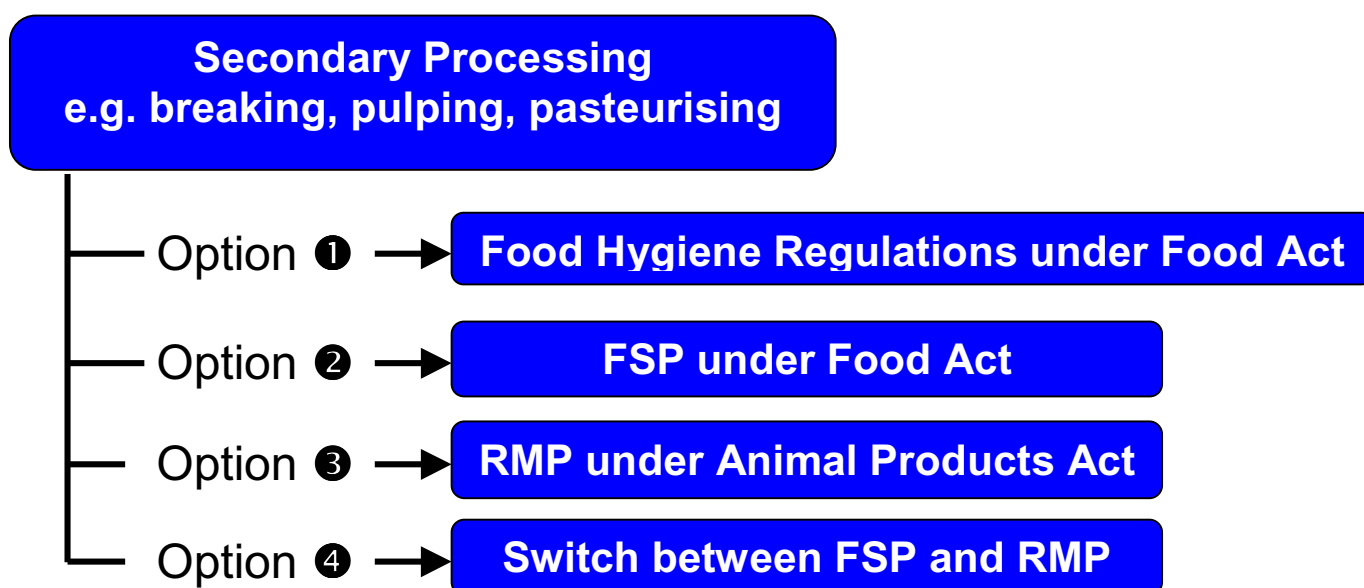 Secondary Processing
e.g. breaking, pulping, pasteurising
Option ❶ Food Hygiene Regulations under Food Act
Option ❷ FSP under Food Act
Option ❸ RMP under Animal Products Act
Option ❹ Switch between FSP and RMP